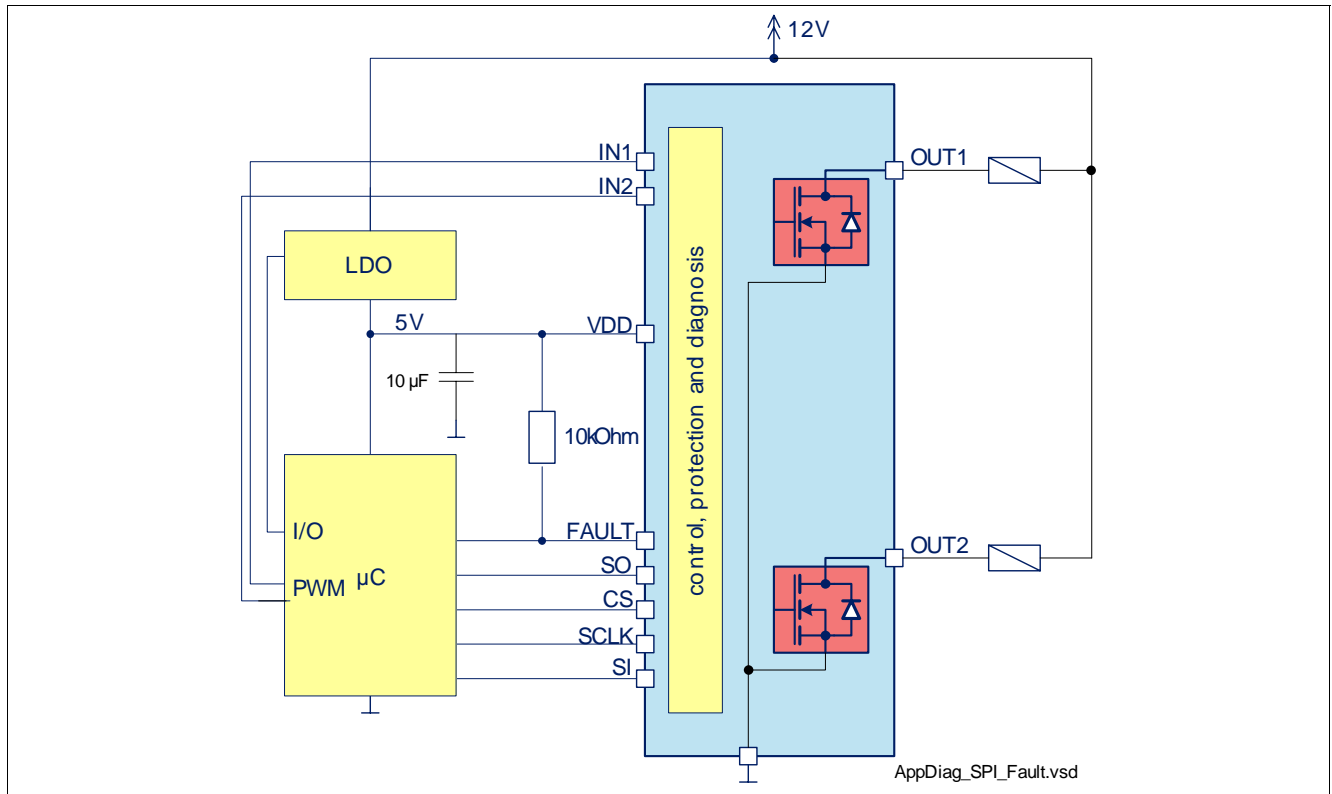 12V
IN1
OUT1
IN2
LDO
5V
VDD
10 µF
10kOhm
control, protection and diagnosis
I/O
FAULT
OUT2
SO
PWM
µC
CS
SCLK
SI
AppDiag_SPI_Fault.vsd